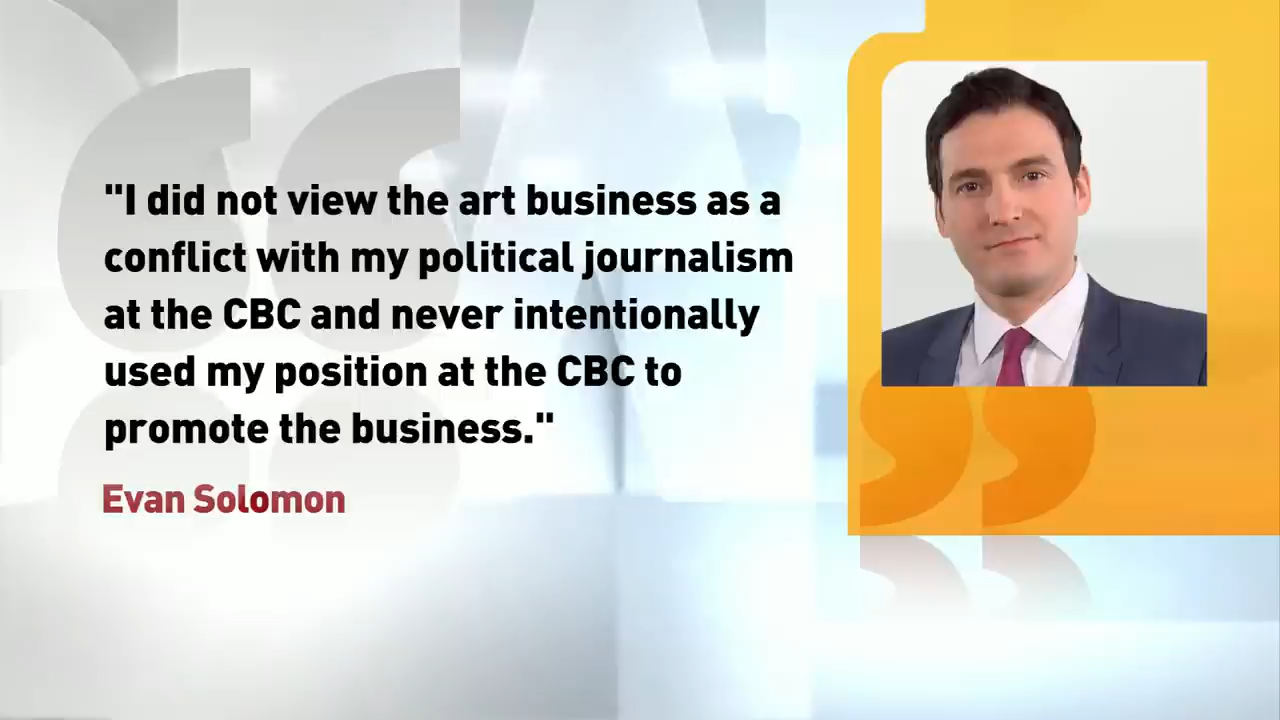 "I did not view the art business as a
conflict with my political journalism
at the CBC and never intentionally
used my position at the CBC to
promote the business."
Evan Solomon